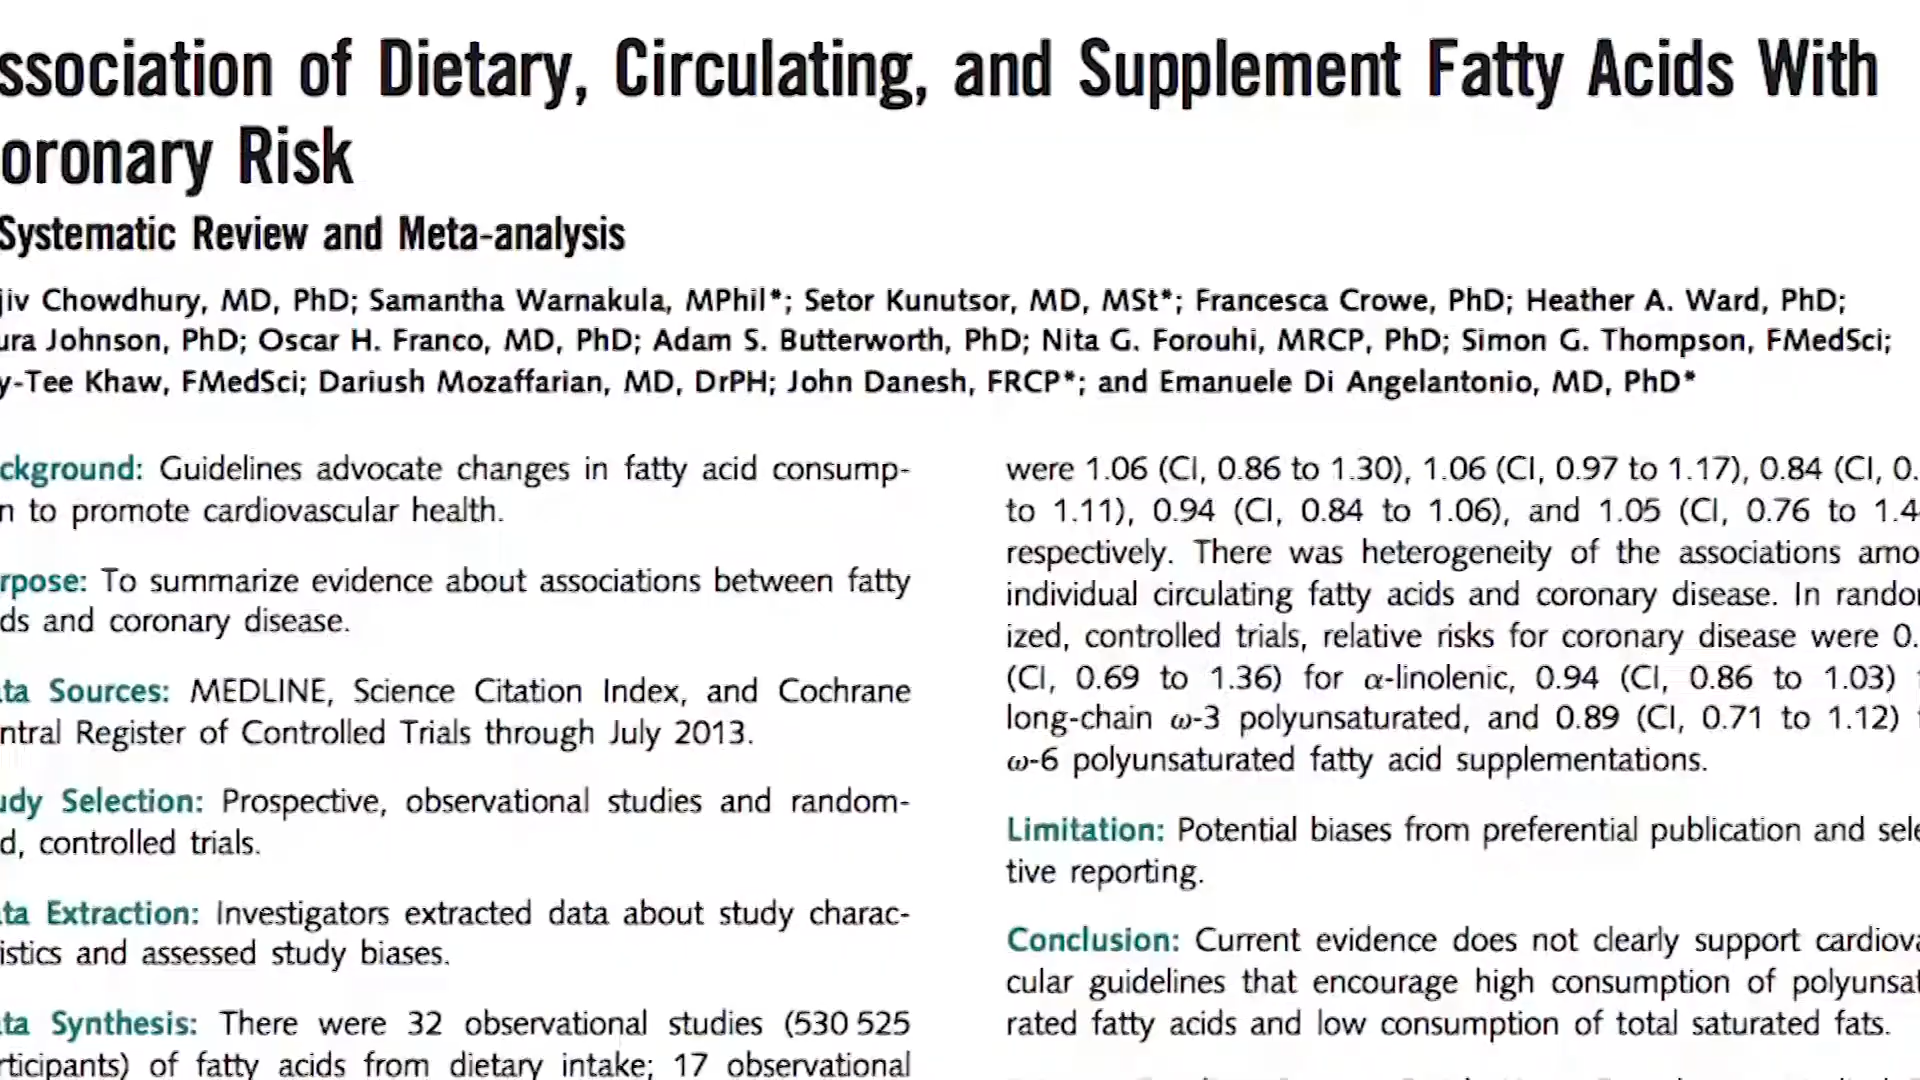 ssociation of Dietary, Circulating, and Supplement Fatty Acids With
oronary Risk
Systematic Review and Meta-analysis
jiv Chowdhury, MD, PhD; Samantha Warnakula, MPhil*; Setor Kunutsor, MD, MSt*; Francesca Crowe, PhD; Heather A. Ward, PhD;
ura Johnson, PhD; Oscar H. Franco, MD, PhD; Adam S. Butterworth, PhD; Nita G. Forouhi, MRCP, PhD; Simon G. Thompson, FMedSci;
y-Tee Khaw, FMedSci; Dariush Mozaffarian, MD, DrPH; John Danesh, FRCP*; and Emanuele Di Angelantonio, MD, PhD*
ckground: Guidelines advocate changes in fatty acid consump-
n to promote cardiovascular health.
rpose: To summarize evidence about associations between fatty
ds and coronary disease.
ta Sources: MEDLINE, Science Citation Index, and Cochrane
ntral Register of Controlled Trials through July 2013.
udy Selection: Prospective, observational studies and random-
d, controlled trials.
ta Extraction: Investigators extracted data about study charac-
istics and assessed study biases.
ta Synthesis: There were 32 observational studies (530 525
rticipants) of fatty acids from dietary intake; 17 observational
were 1.06 (CI, 0.86 to 1.30), 1.06 (CI, 0.97 to 1.17), 0.84 (CI, 0.
to 1.11), 0.94 (CI, 0.84 to 1.06), and 1.05 (CI, 0.76 to 1.4
respectively. There was heterogeneity of the associations amo
individual circulating fatty acids and coronary disease. In rando
ized, controlled trials, relative risks for coronary disease were 0.
(CI, 0.69 to 1.36) for α-linolenic, 0.94 (CI, 0.86 to 1.03)
long-chain ω-3 polyunsaturated, and 0.89 (CI, 0.71 to 1.12)
ω-6 polyunsaturated fatty acid supplementations.
Limitation: Potential biases from preferential publication and sele
tive reporting.
Conclusion: Current evidence does not clearly support cardiova
cular guidelines that encourage high consumption of polyunsat
rated fatty acids and low consumption of total saturated fats.